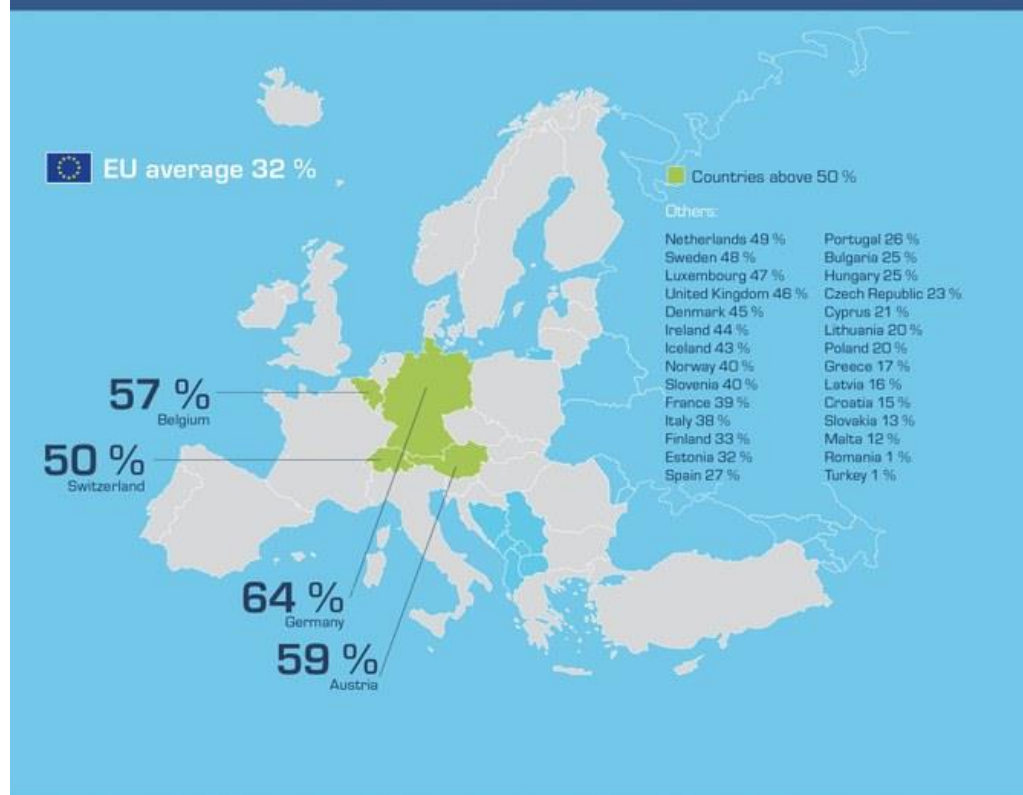 EU average 32 %
Countries above 50 %
Others:
Netherlands 49 %
Sweden 48 %
Luxembourg 47 %
United Kingdom 46 %
Denmark 45 %
Ireland 44 %
Iceland 43 %
Norway 40 %
Slovenia 40 %
France 39 %
Italy 38 %
Finland 33 %
Estonia 32 %
Spain 27 %
Portugal 26 %
Bulgaria 25 %
Hungary 25 %
Czech Republic 23 %
Cyprus 21 %
Lithuania 20 %
Poland 20 %
Greece 17 %
Latvia 16 %
Croatia 15 %
Slovakia 13 %
Malta 12 %
Romania 1 %
Turkey 1 %
57 %
Belgium
50 %
Switzerland
64 %
Germany
59 %
Austria